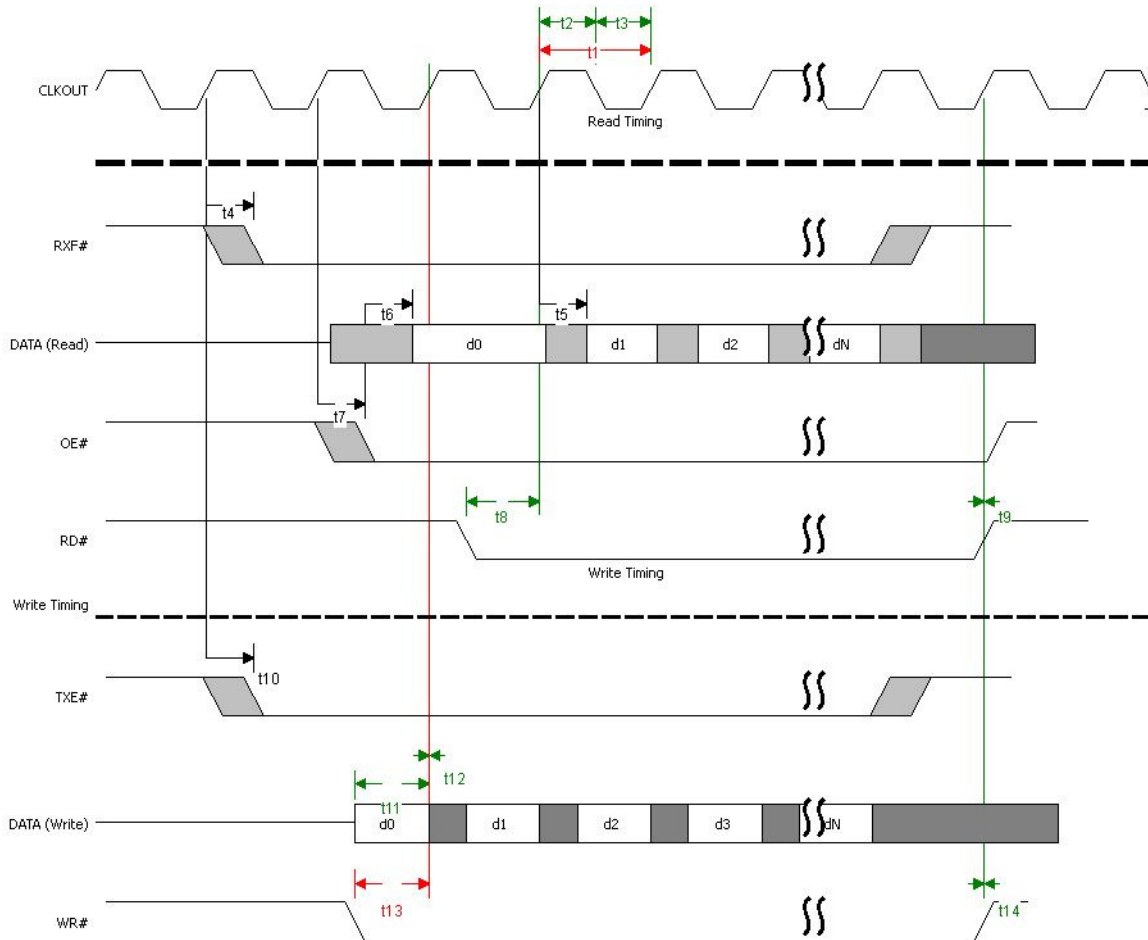 t2 t3
t1
CLKOUT
Read Timing
t4
RXF#
t6 t5
DATA (Read) d0 d1 d2 dN
t7
OE#
t8 t9
RD#
Write Timing
Write Timing
t10
TXE#
t12
t11
DATA (Write) d0 d1 d2 d3 dN
t13 t14
WR#